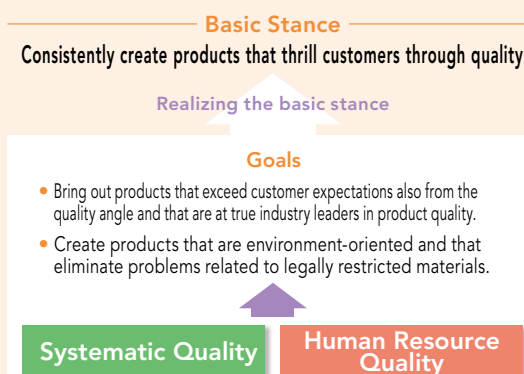 Basic Stance
Consistently create products that thrill customers through quality
Realizing the basic stance
Goals
• Bring out products that exceed customer expectations also from the
quality angle and that are at true industry leaders in product quality.
• Create products that are environment-oriented and that
eliminate problems related to legally restricted materials.
Systematic Quality
Human Resource
Quality